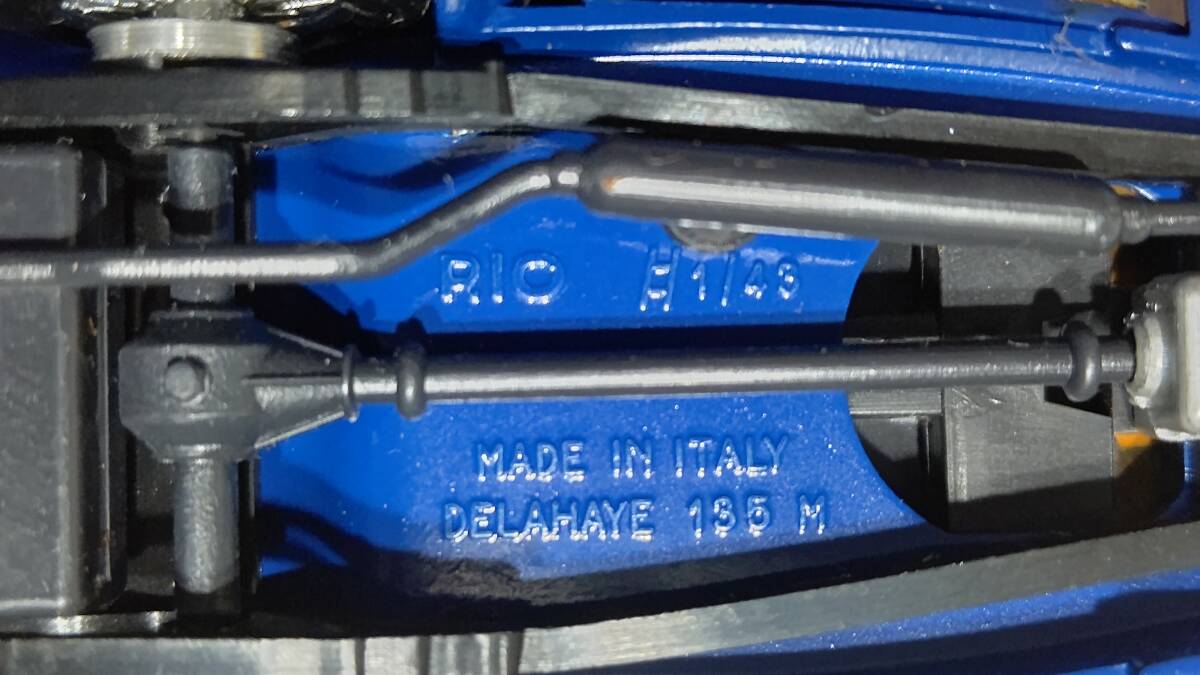 RIO 1/43
MADE IN ITALY
DELAHAYE 135 M